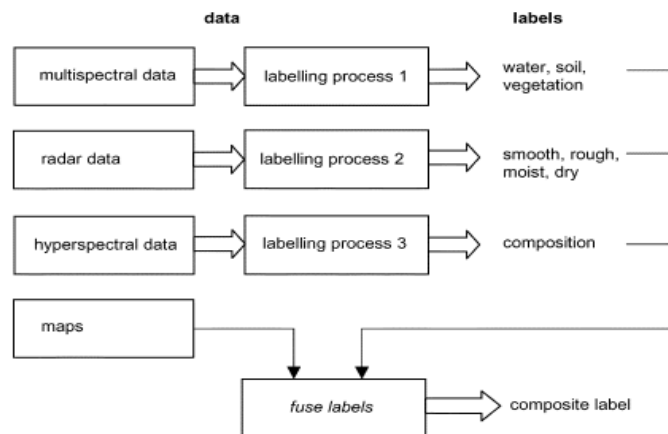 data labels
multispectral data labelling process 1 water, soil,
vegetation
radar data labelling process 2 smooth, rough,
moist, dry
hyperspectral data labelling process 3 composition
maps
fuse labels composite label